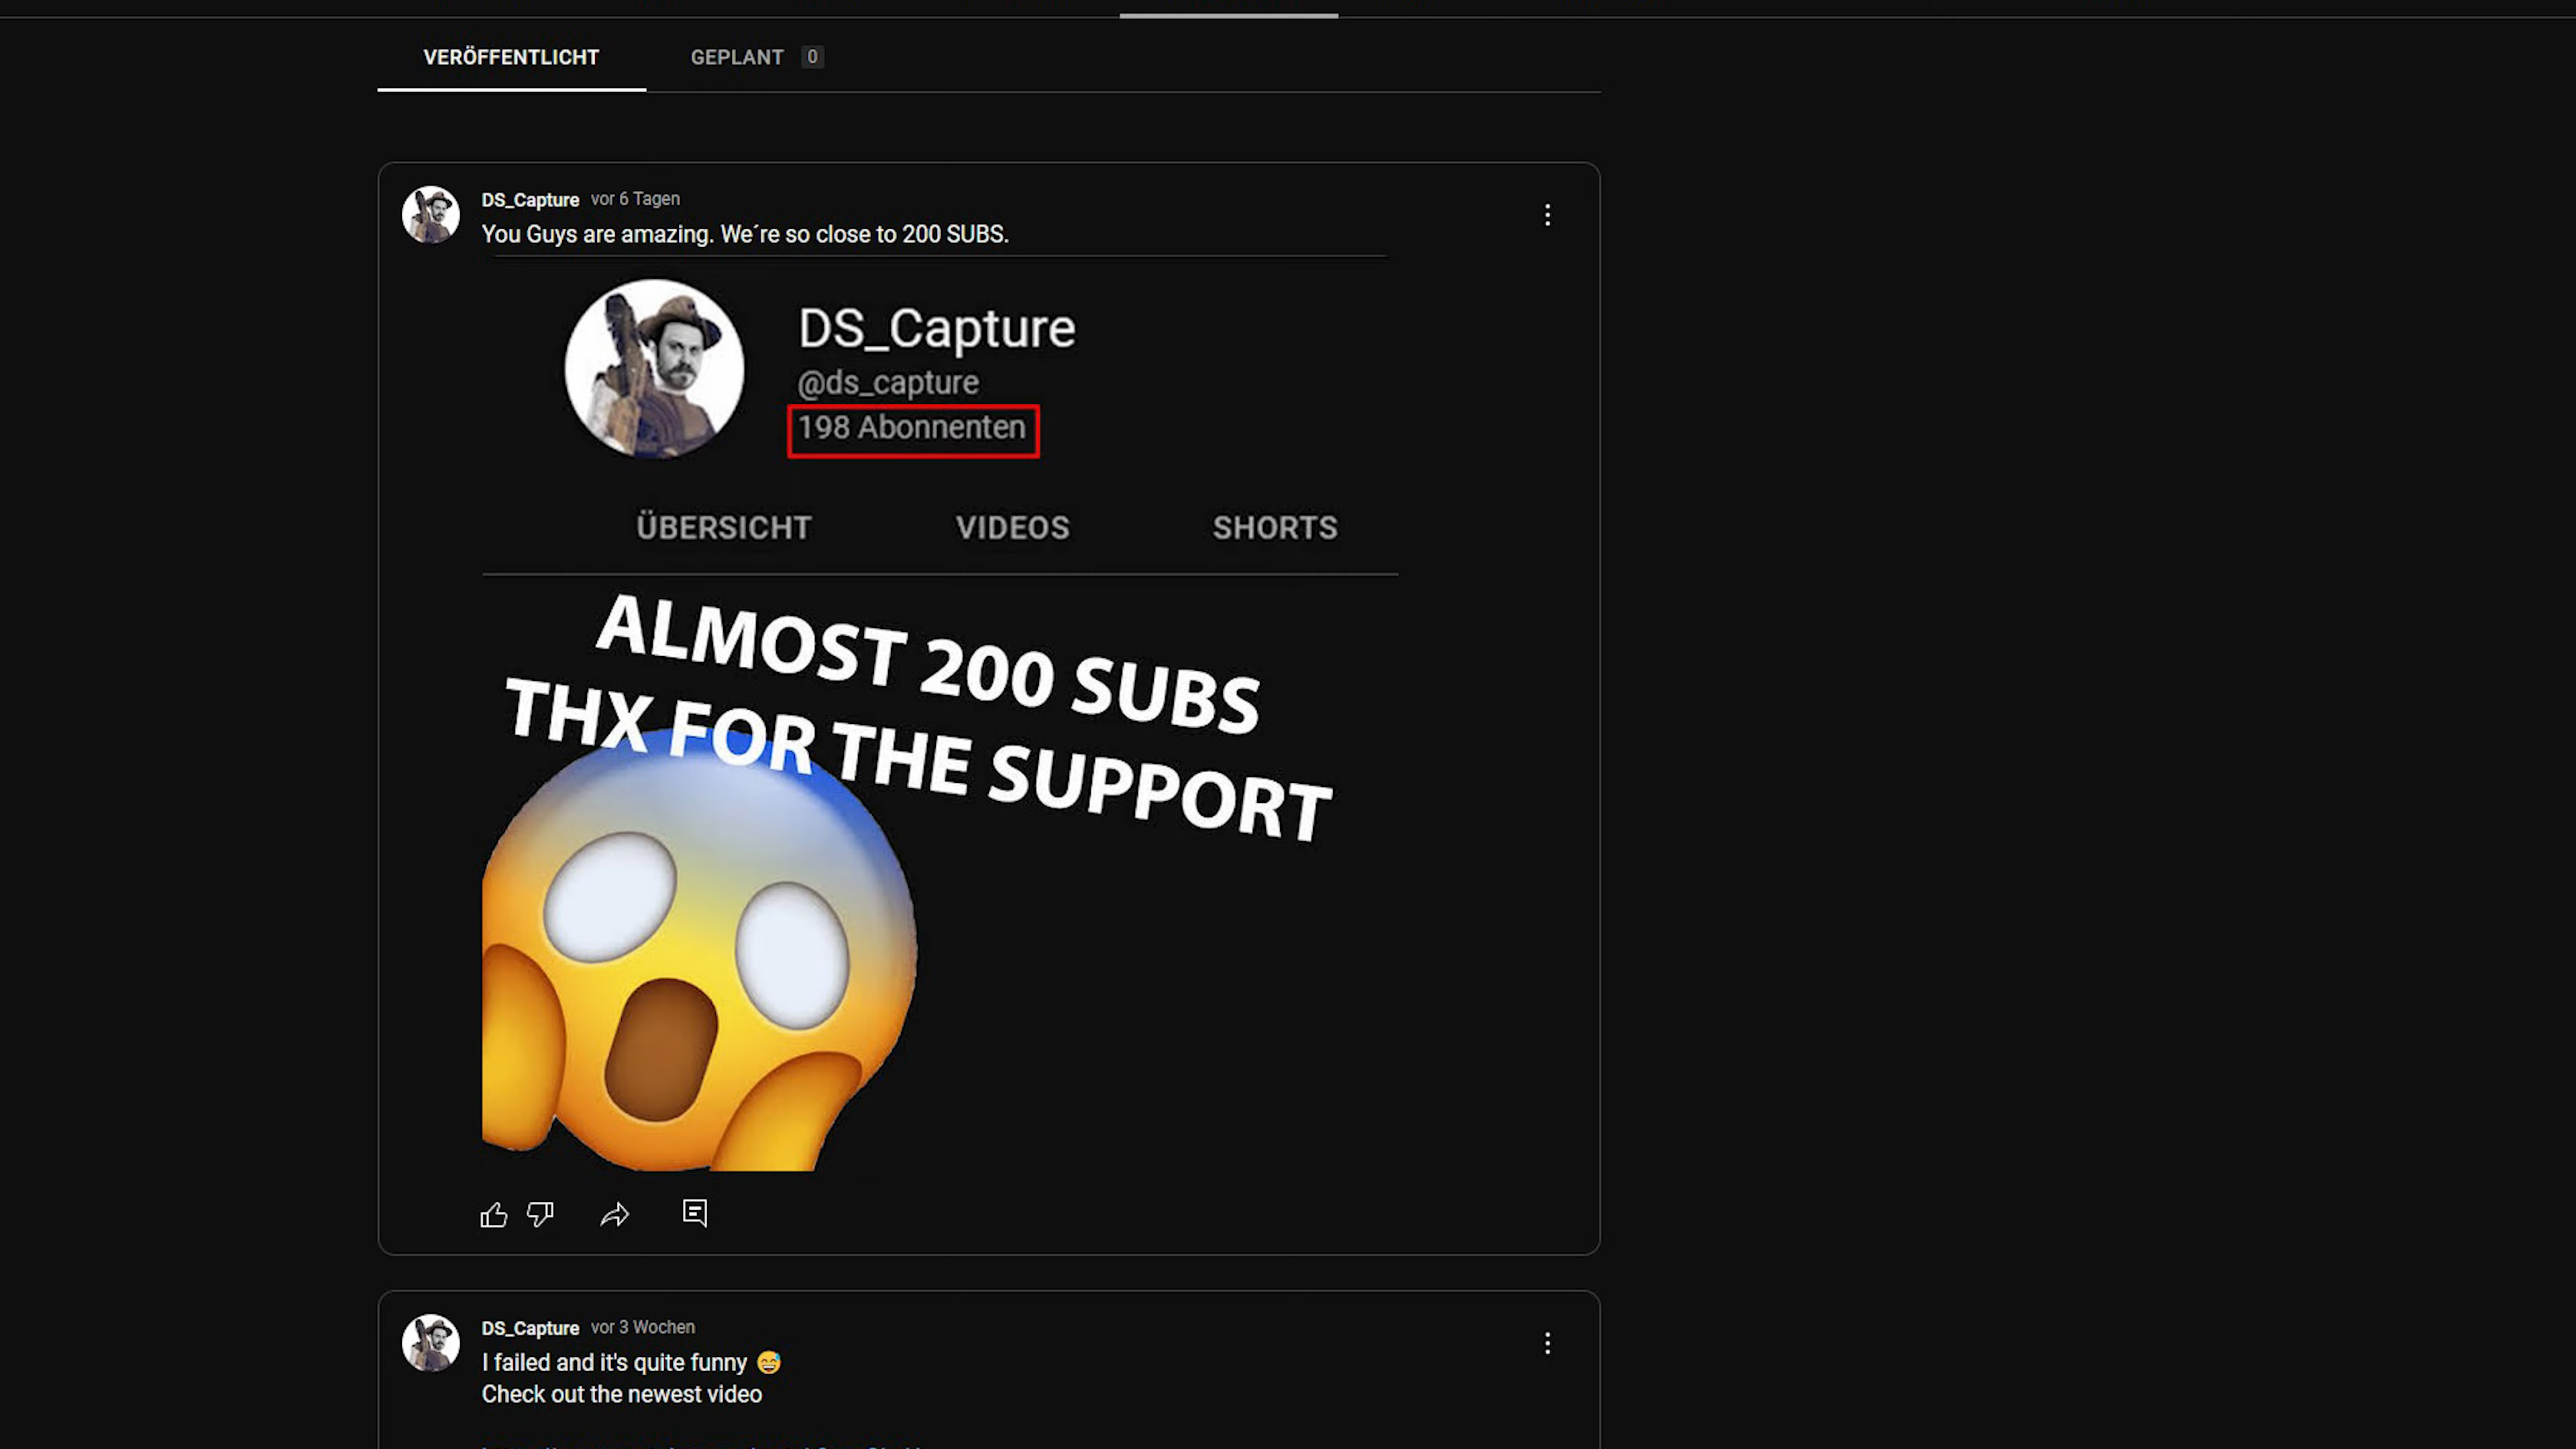 VERÖFFENTLICHT GEPLANT 0
DS_Capture vor 6 Tagen
You Guys are amazing. We´re so close to 200 SUBS.
DS_Capture
@ds_capture
198 Abonnenten
ÜBERSICHT VIDEOS SHORTS
ALMOST 200 SUBS
THX FOR THE SUPPORT
DS_Capture vor 3 Wochen
I failed and it's quite funny 😅
Check out the newest video